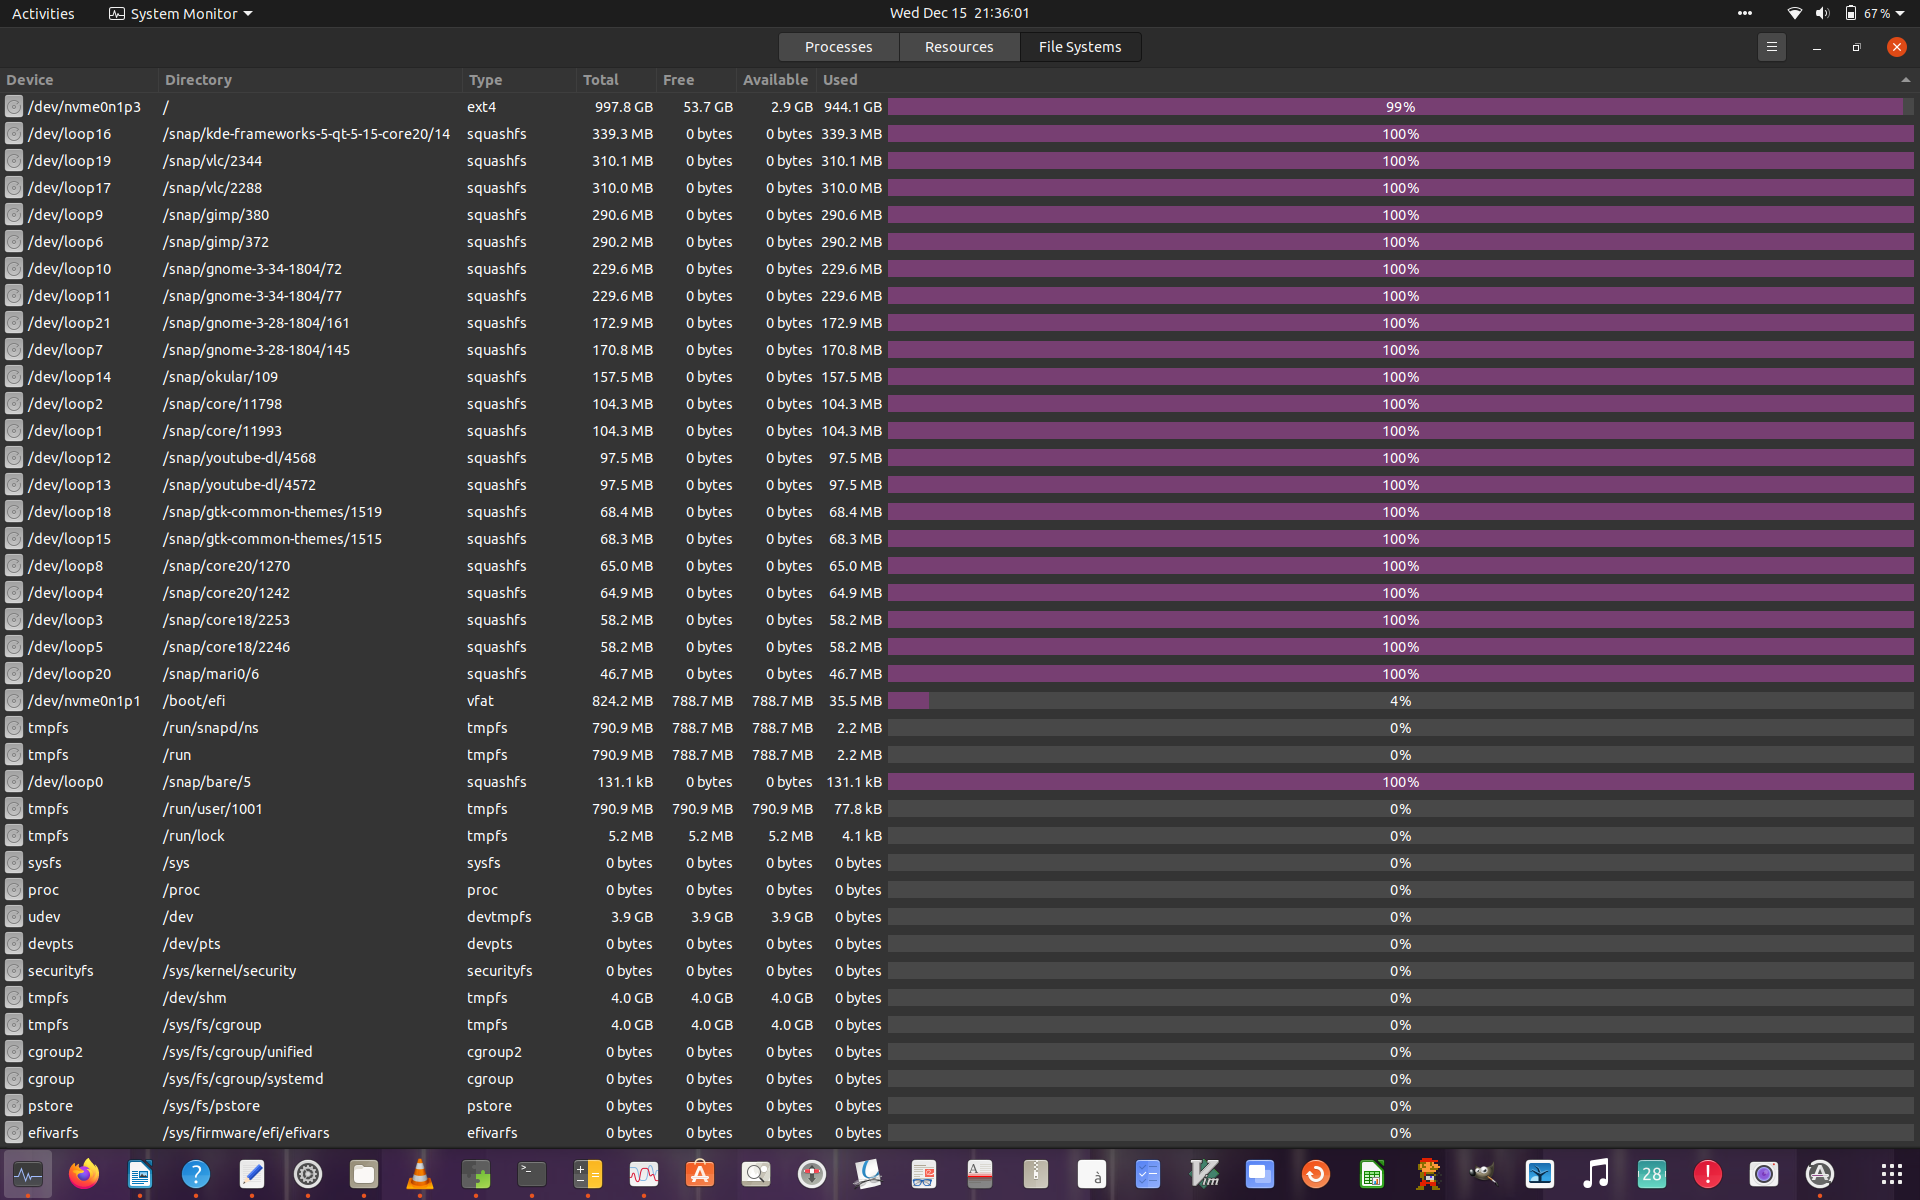 Activities System Monitor Wed Dec 15 21:36:01 67 %
Processes Resources File Systems
Device Directory Type Total Free Available Used
/dev/nvme0n1p3 / ext4 997.8 GB 53.7 GB 2.9 GB 944.1 GB 99%
/dev/loop16 /snap/kde-frameworks-5-qt-5-15-core20/14 squashfs 339.3 MB 0 bytes 0 bytes 339.3 MB 100%
/dev/loop19 /snap/vlc/2344 squashfs 310.1 MB 0 bytes 0 bytes 310.1 MB 100%
/dev/loop17 /snap/vlc/2288 squashfs 310.0 MB 0 bytes 0 bytes 310.0 MB 100%
/dev/loop9 /snap/gimp/380 squashfs 290.6 MB 0 bytes 0 bytes 290.6 MB 100%
/dev/loop6 /snap/gimp/372 squashfs 290.2 MB 0 bytes 0 bytes 290.2 MB 100%
/dev/loop10 /snap/gnome-3-34-1804/72 squashfs 229.6 MB 0 bytes 0 bytes 229.6 MB 100%
/dev/loop11 /snap/gnome-3-34-1804/77 squashfs 229.6 MB 0 bytes 0 bytes 229.6 MB 100%
/dev/loop21 /snap/gnome-3-28-1804/161 squashfs 172.9 MB 0 bytes 0 bytes 172.9 MB 100%
/dev/loop7 /snap/gnome-3-28-1804/145 squashfs 170.8 MB 0 bytes 0 bytes 170.8 MB 100%
/dev/loop14 /snap/okular/109 squashfs 157.5 MB 0 bytes 0 bytes 157.5 MB 100%
/dev/loop2 /snap/core/11798 squashfs 104.3 MB 0 bytes 0 bytes 104.3 MB 100%
/dev/loop1 /snap/core/11993 squashfs 104.3 MB 0 bytes 0 bytes 104.3 MB 100%
/dev/loop12 /snap/youtube-dl/4568 squashfs 97.5 MB 0 bytes 0 bytes 97.5 MB 100%
/dev/loop13 /snap/youtube-dl/4572 squashfs 97.5 MB 0 bytes 0 bytes 97.5 MB 100%
/dev/loop18 /snap/gtk-common-themes/1519 squashfs 68.4 MB 0 bytes 0 bytes 68.4 MB 100%
/dev/loop15 /snap/gtk-common-themes/1515 squashfs 68.3 MB 0 bytes 0 bytes 68.3 MB 100%
/dev/loop8 /snap/core20/1270 squashfs 65.0 MB 0 bytes 0 bytes 65.0 MB 100%
/dev/loop4 /snap/core20/1242 squashfs 64.9 MB 0 bytes 0 bytes 64.9 MB 100%
/dev/loop3 /snap/core18/2253 squashfs 58.2 MB 0 bytes 0 bytes 58.2 MB 100%
/dev/loop5 /snap/core18/2246 squashfs 58.2 MB 0 bytes 0 bytes 58.2 MB 100%
/dev/loop20 /snap/mari0/6 squashfs 46.7 MB 0 bytes 0 bytes 46.7 MB 100%
/dev/nvme0n1p1 /boot/efi vfat 824.2 MB 788.7 MB 788.7 MB 35.5 MB 4%
tmpfs /run/snapd/ns tmpfs 790.9 MB 788.7 MB 788.7 MB 2.2 MB 0%
tmpfs /run tmpfs 790.9 MB 788.7 MB 788.7 MB 2.2 MB 0%
/dev/loop0 /snap/bare/5 squashfs 131.1 kB 0 bytes 0 bytes 131.1 kB 100%
tmpfs /run/user/1001 tmpfs 790.9 MB 790.9 MB 790.9 MB 77.8 kB 0%
tmpfs /run/lock tmpfs 5.2 MB 5.2 MB 5.2 MB 4.1 kB 0%
sysfs /sys sysfs 0 bytes 0 bytes 0 bytes 0 bytes 0%
proc /proc proc 0 bytes 0 bytes 0 bytes 0 bytes 0%
udev /dev devtmpfs 3.9 GB 3.9 GB 3.9 GB 0 bytes 0%
devpts /dev/pts devpts 0 bytes 0 bytes 0 bytes 0 bytes 0%
securityfs /sys/kernel/security securityfs 0 bytes 0 bytes 0 bytes 0 bytes 0%
tmpfs /dev/shm tmpfs 4.0 GB 4.0 GB 4.0 GB 0 bytes 0%
tmpfs /sys/fs/cgroup tmpfs 4.0 GB 4.0 GB 4.0 GB 0 bytes 0%
cgroup2 /sys/fs/cgroup/unified cgroup2 0 bytes 0 bytes 0 bytes 0 bytes 0%
cgroup /sys/fs/cgroup/systemd cgroup 0 bytes 0 bytes 0 bytes 0 bytes 0%
pstore /sys/fs/pstore pstore 0 bytes 0 bytes 0 bytes 0 bytes 0%
efivarfs /sys/firmware/efi/efivars efivarfs 0 bytes 0 bytes 0 bytes 0 bytes 0%
? >_ A à Vim 28 !